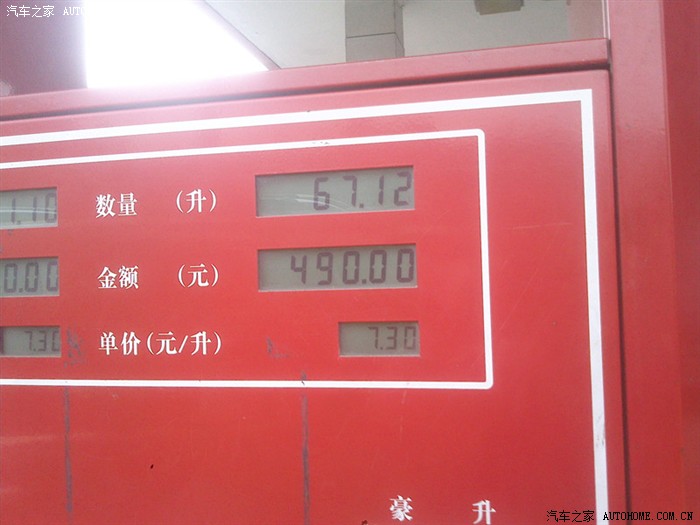 汽车之家 AUTO
.10 数量 (升) 67.12
0.00 金额 (元) 490.00
7.30 单价(元/升) 7.30
豪 升
汽车之家 AUTOHOME.COM.CN